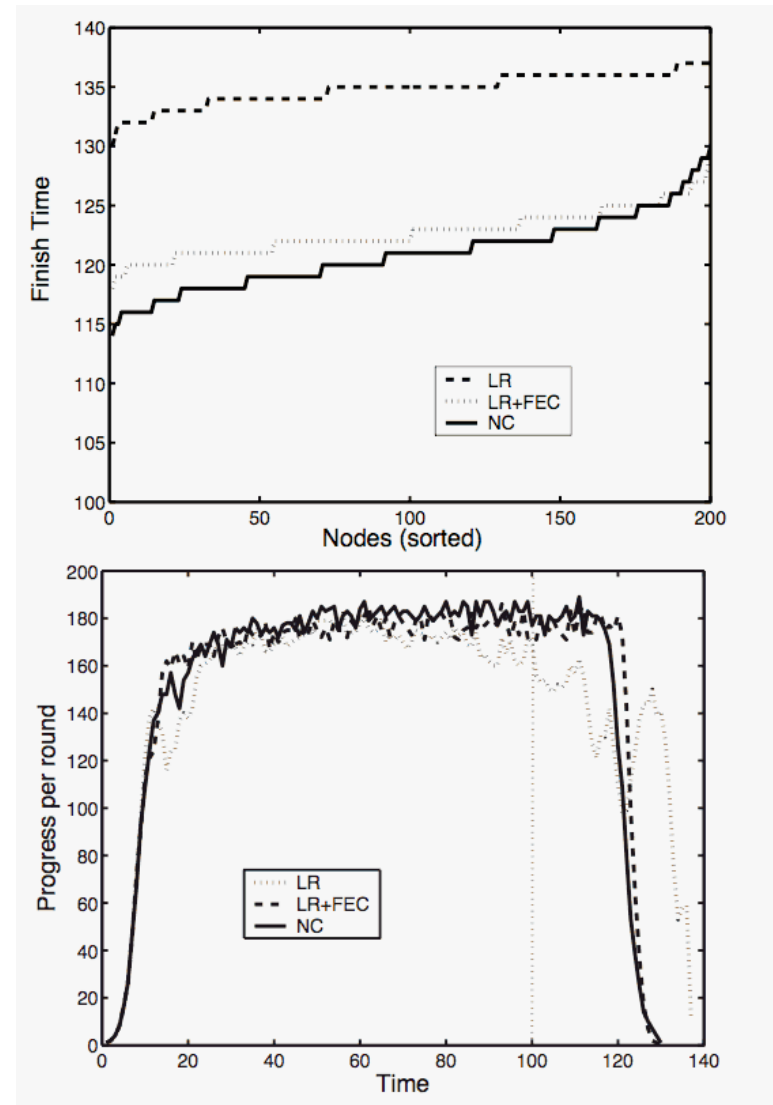 140
135
130
125
120
115
110
105
100
Finish Time
LR
LR+FEC
NC
0 50 100 150 200
Nodes (sorted)
200
180
160
140
120
100
80
60
40
20
0
Progress per round
LR
LR+FEC
NC
0 20 40 60 80 100 120 140
Time